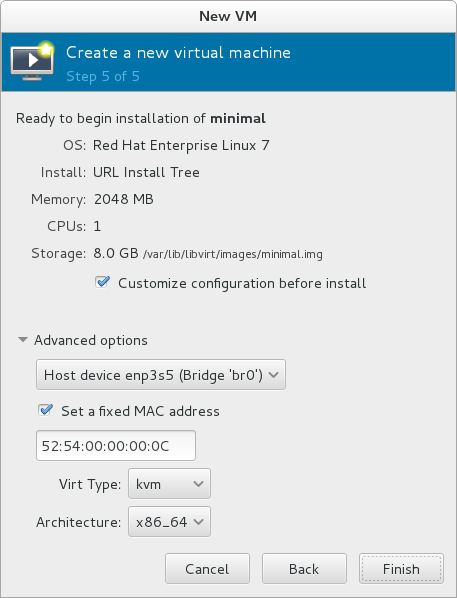 New VM
Create a new virtual machine
Step 5 of 5
Ready to begin installation of minimal
OS: Red Hat Enterprise Linux 7
Install: URL Install Tree
Memory: 2048 MB
CPUs: 1
Storage: 8.0 GB /var/lib/libvirt/images/minimal.img
Customize configuration before install
Advanced options
Host device enp3s5 (Bridge 'br0')
Set a fixed MAC address
52:54:00:00:00:0C
Virt Type: kvm
Architecture: x86_64
Cancel Back Finish